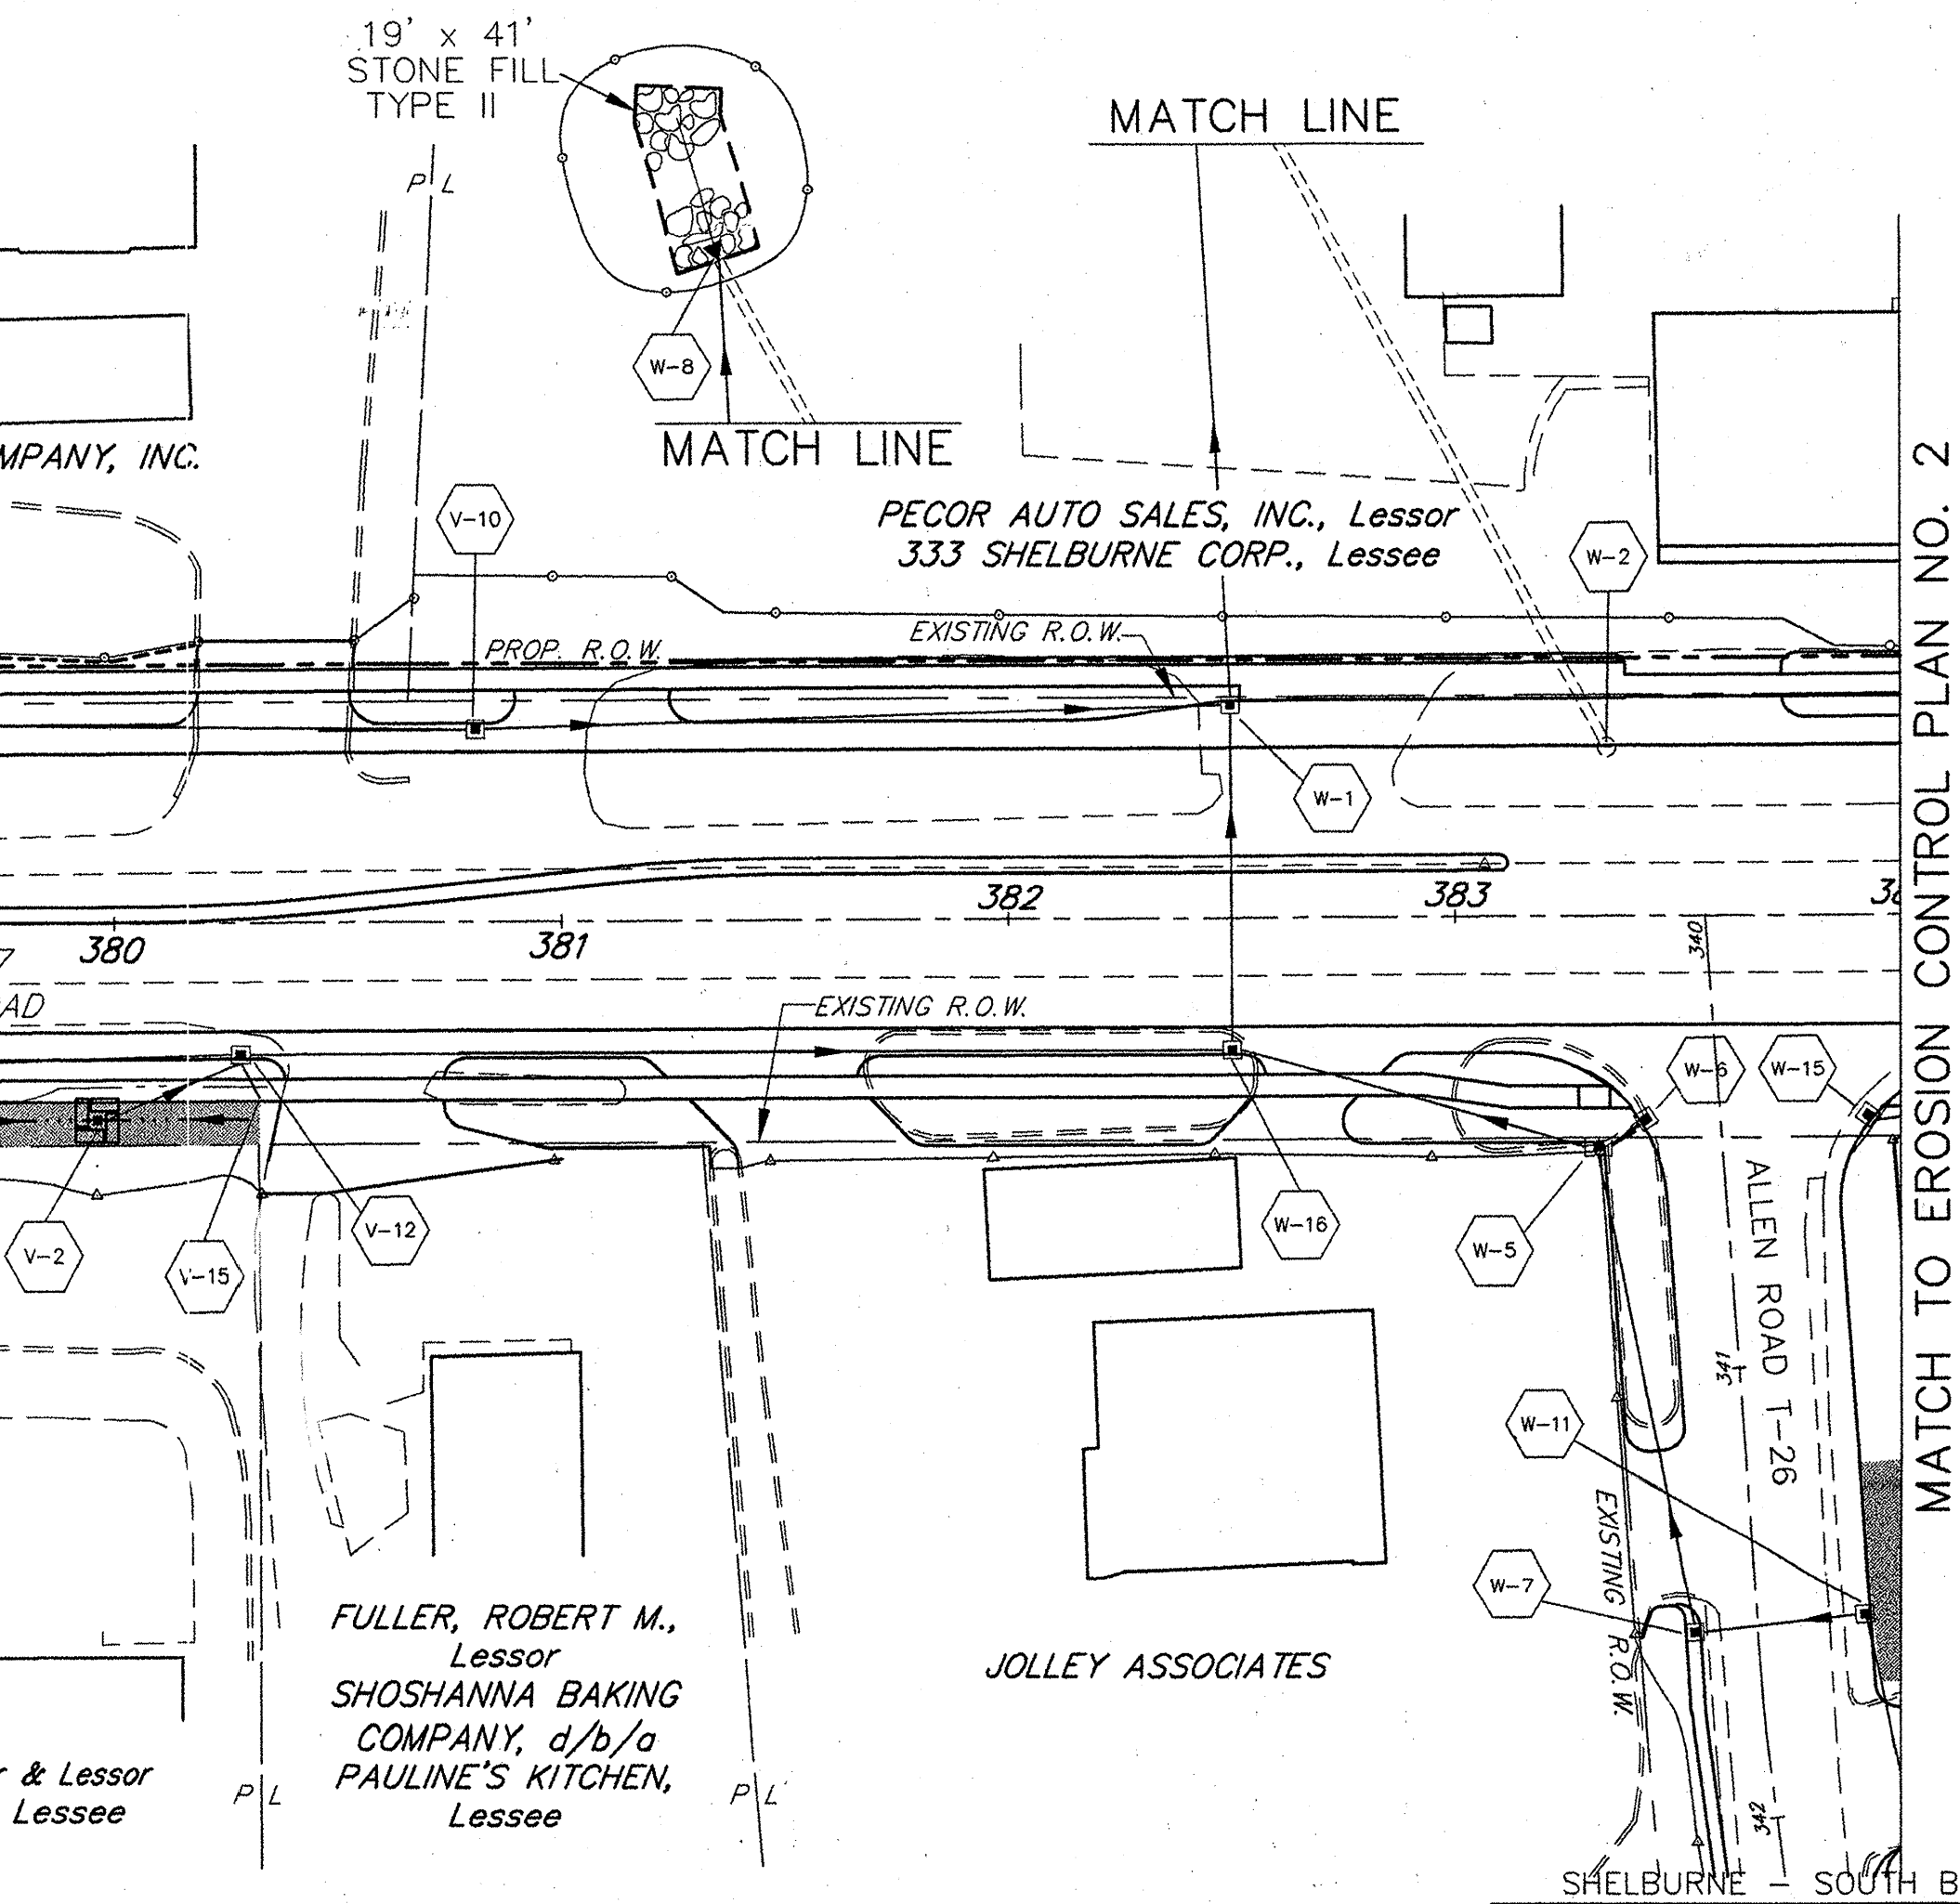 19' x 41'
STONE FILL
TYPE II
MATCH LINE
P L
W-8
MATCH LINE
MPANY, INC.
V-10
PECOR AUTO SALES, INC., Lessor
333 SHELBURNE CORP., Lessee
W-2
PROP. R.O.W.
EXISTING R.O.W.
W-1
380
381
382
383
340
AD
EXISTING R.O.W.
W-6
W-15
V-2
V-15
V-12
W-16
W-5
ALLEN ROAD T-26
341
W-11
W-7
EXISTING R.O.W.
342
FULLER, ROBERT M.,
Lessor
SHOSHANNA BAKING
COMPANY, d/b/a
PAULINE'S KITCHEN,
Lessee
JOLLEY ASSOCIATES
& Lessor
Lessee
P L
P L
MATCH TO EROSION CONTROL PLAN NO. 2
SHELBURNE - SOUTH B